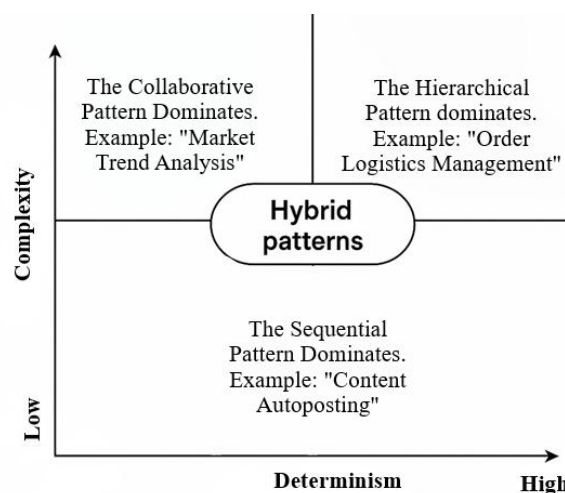 The Collaborative
Pattern Dominates.
Example: "Market
Trend Analysis"
The Hierarchical
Pattern dominates.
Example: "Order
Logistics Management"
Hybrid
patterns
The Sequential
Pattern Dominates.
Example: "Content
Autoposting"
Complexity
Low
Determinism
High